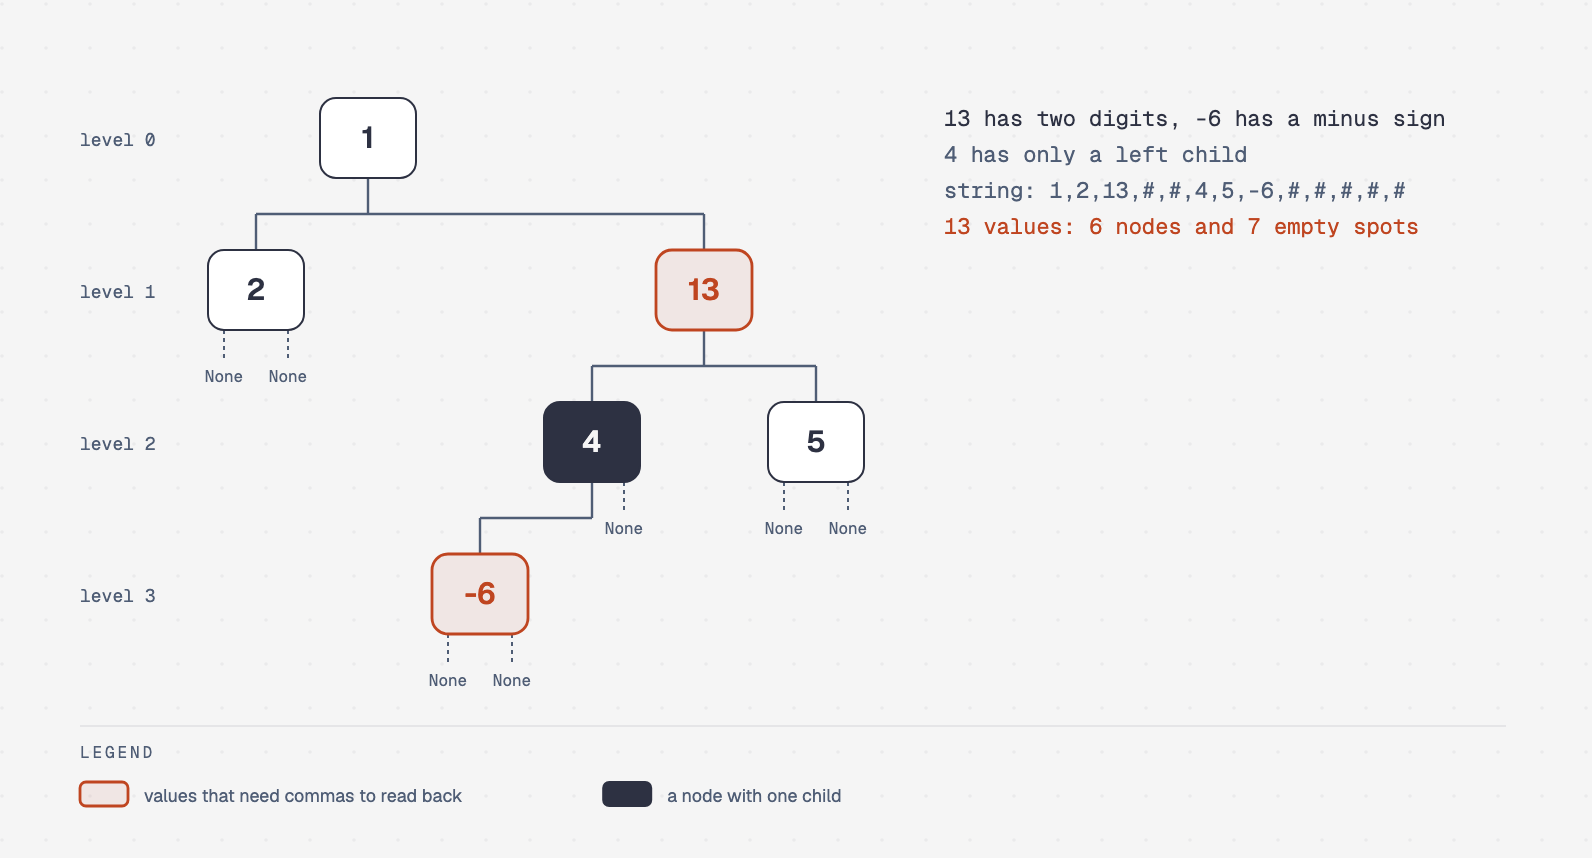 level 0
1
13 has two digits, -6 has a minus sign
4 has only a left child
string: 1,2,13,#,#,4,5,-6,#,#,#,#,#
13 values: 6 nodes and 7 empty spots
level 1
2
13
None None
level 2
4
5
None
None None
level 3
-6
None None
LEGEND
values that need commas to read back
a node with one child